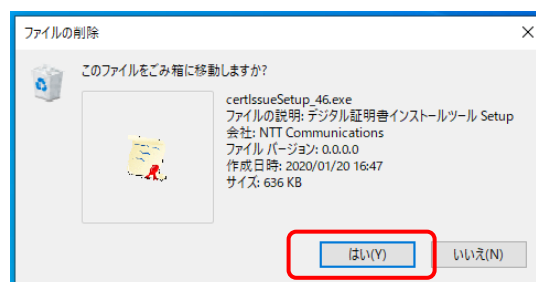 ファイルの削除
このファイルをごみ箱に移動しますか?
certIssueSetup_46.exe
ファイルの説明: デジタル証明書インストールツール Setup
会社: NTT Communications
ファイル バージョン: 0.0.0.0
作成日時: 2020/01/20 16:47
サイズ: 636 KB
はい(Y)
いいえ(N)